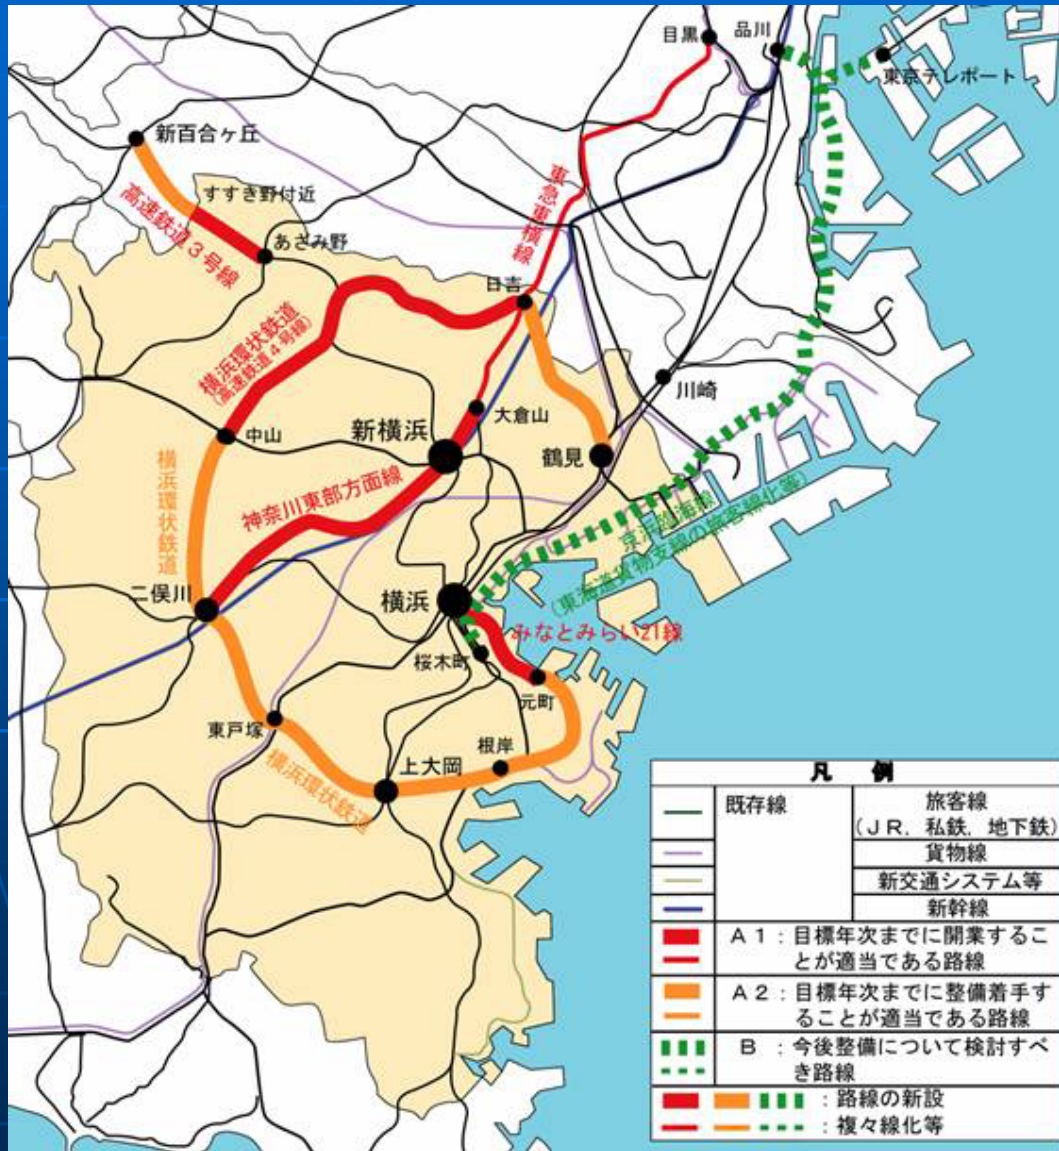 目黒
品川
東京テレポート
新百合ヶ丘
すすき野付近
高速鉄道3号線
あざみ野
東急東横線
日吉
横浜環状鉄道
(高速鉄道4号線)
川崎
大倉山
新横浜
中山
鶴見
横浜環状鉄道
神奈川東部方面線
京浜臨海線
(東海道貨物支線の旅客線化等)
二俣川
横浜
みなとみらい21線
桜木町
元町
東戸塚
根岸
上大岡
横浜環状鉄道
凡 例
既存線
旅客線
(JR, 私鉄, 地下鉄)
貨物線
新交通システム等
新幹線
A1:目標年次までに開業するこ
とが適当である路線
A2:目標年次までに整備着手す
ることが適当である路線
B :今後整備について検討すべ
き路線
:路線の新設
:複々線化等